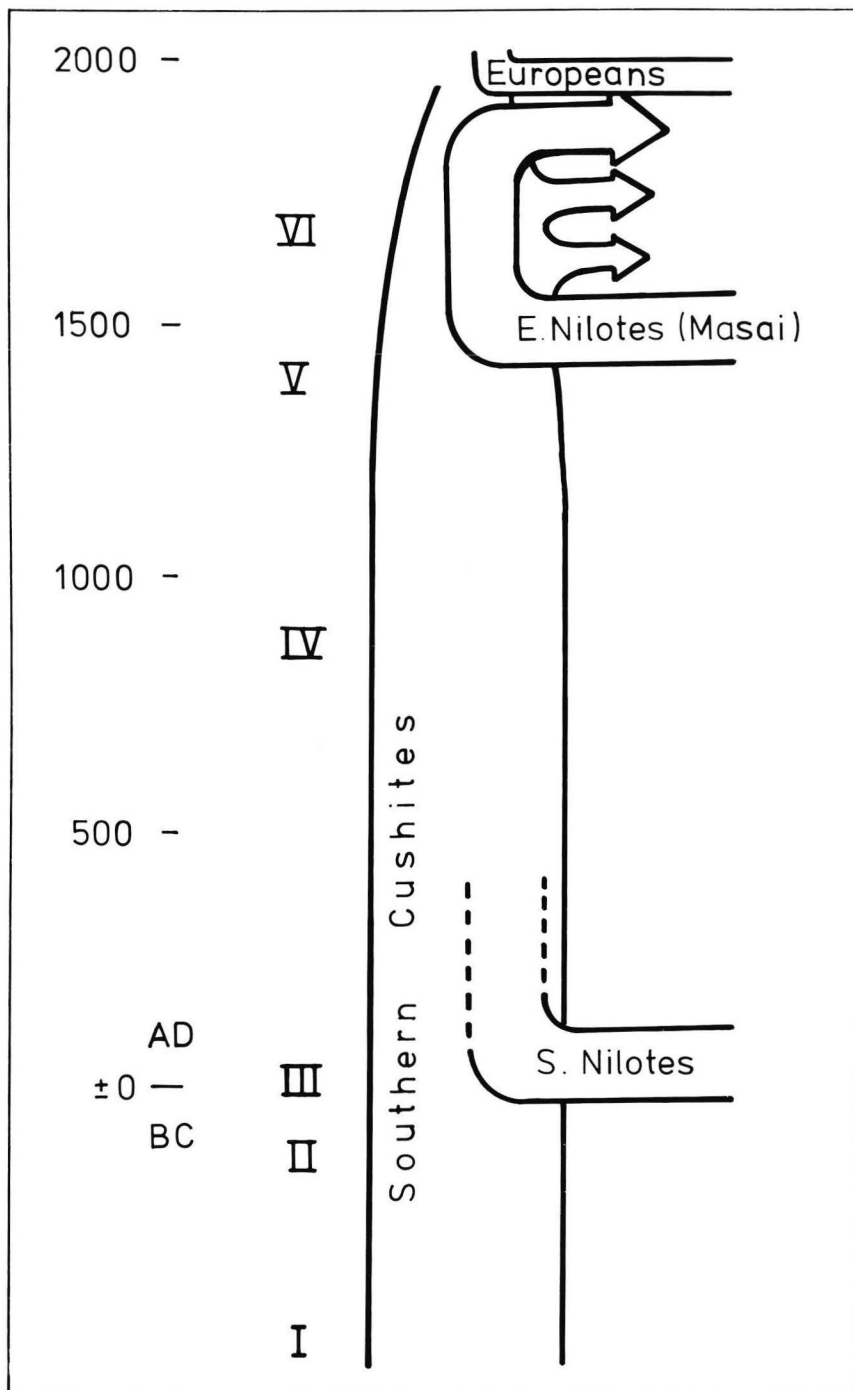 2000 –
Europeans
VI
1500 –
E. Nilotes (Masai)
V
1000 –
IV
500 –
Southern Cushites
AD
±0 —
III
S. Nilotes
BC
II
I